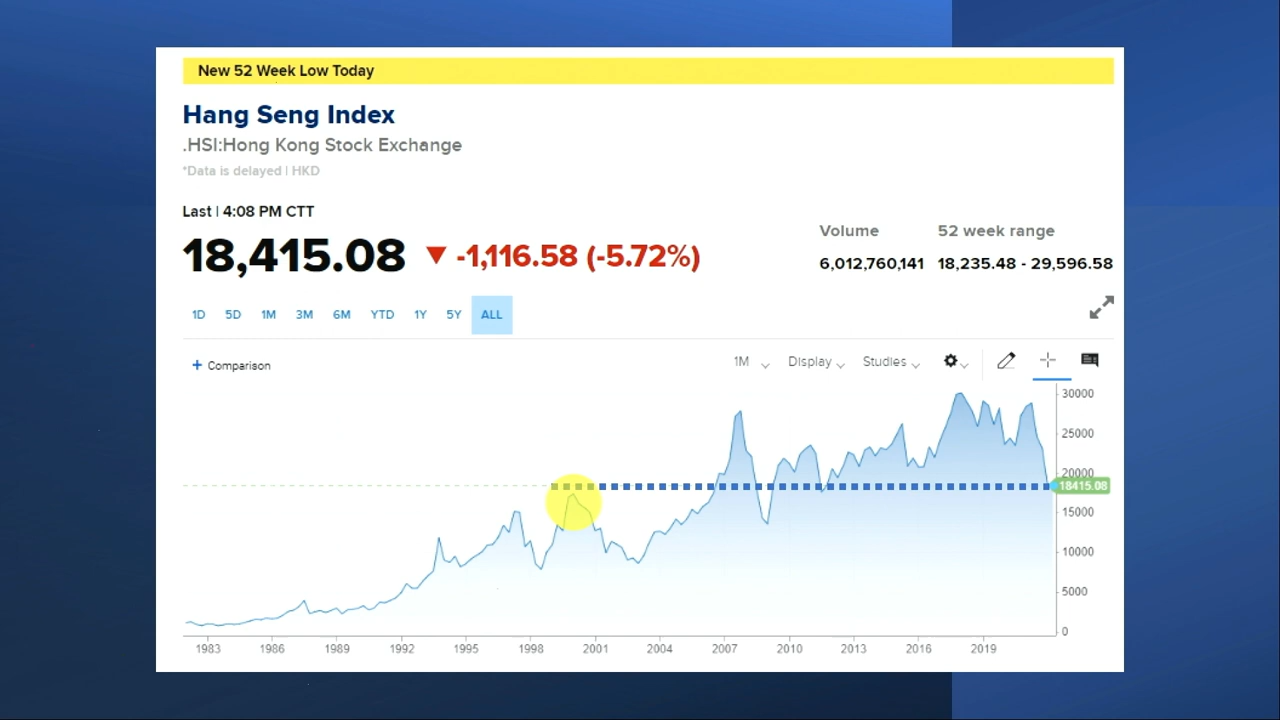 New 52 Week Low Today
Hang Seng Index
.HSI:Hong Kong Stock Exchange
*Data is delayed | HKD
Last | 4:08 PM CTT
18,415.08 ▼ -1,116.58 (-5.72%)
Volume 52 week range
6,012,760,141 18,235.48 - 29,596.58
1D 5D 1M 3M 6M YTD 1Y 5Y ALL
+ Comparison 1M Display Studies
30000
25000
20000
18415.08
15000
10000
5000
0
1983 1986 1989 1992 1995 1998 2001 2004 2007 2010 2013 2016 2019